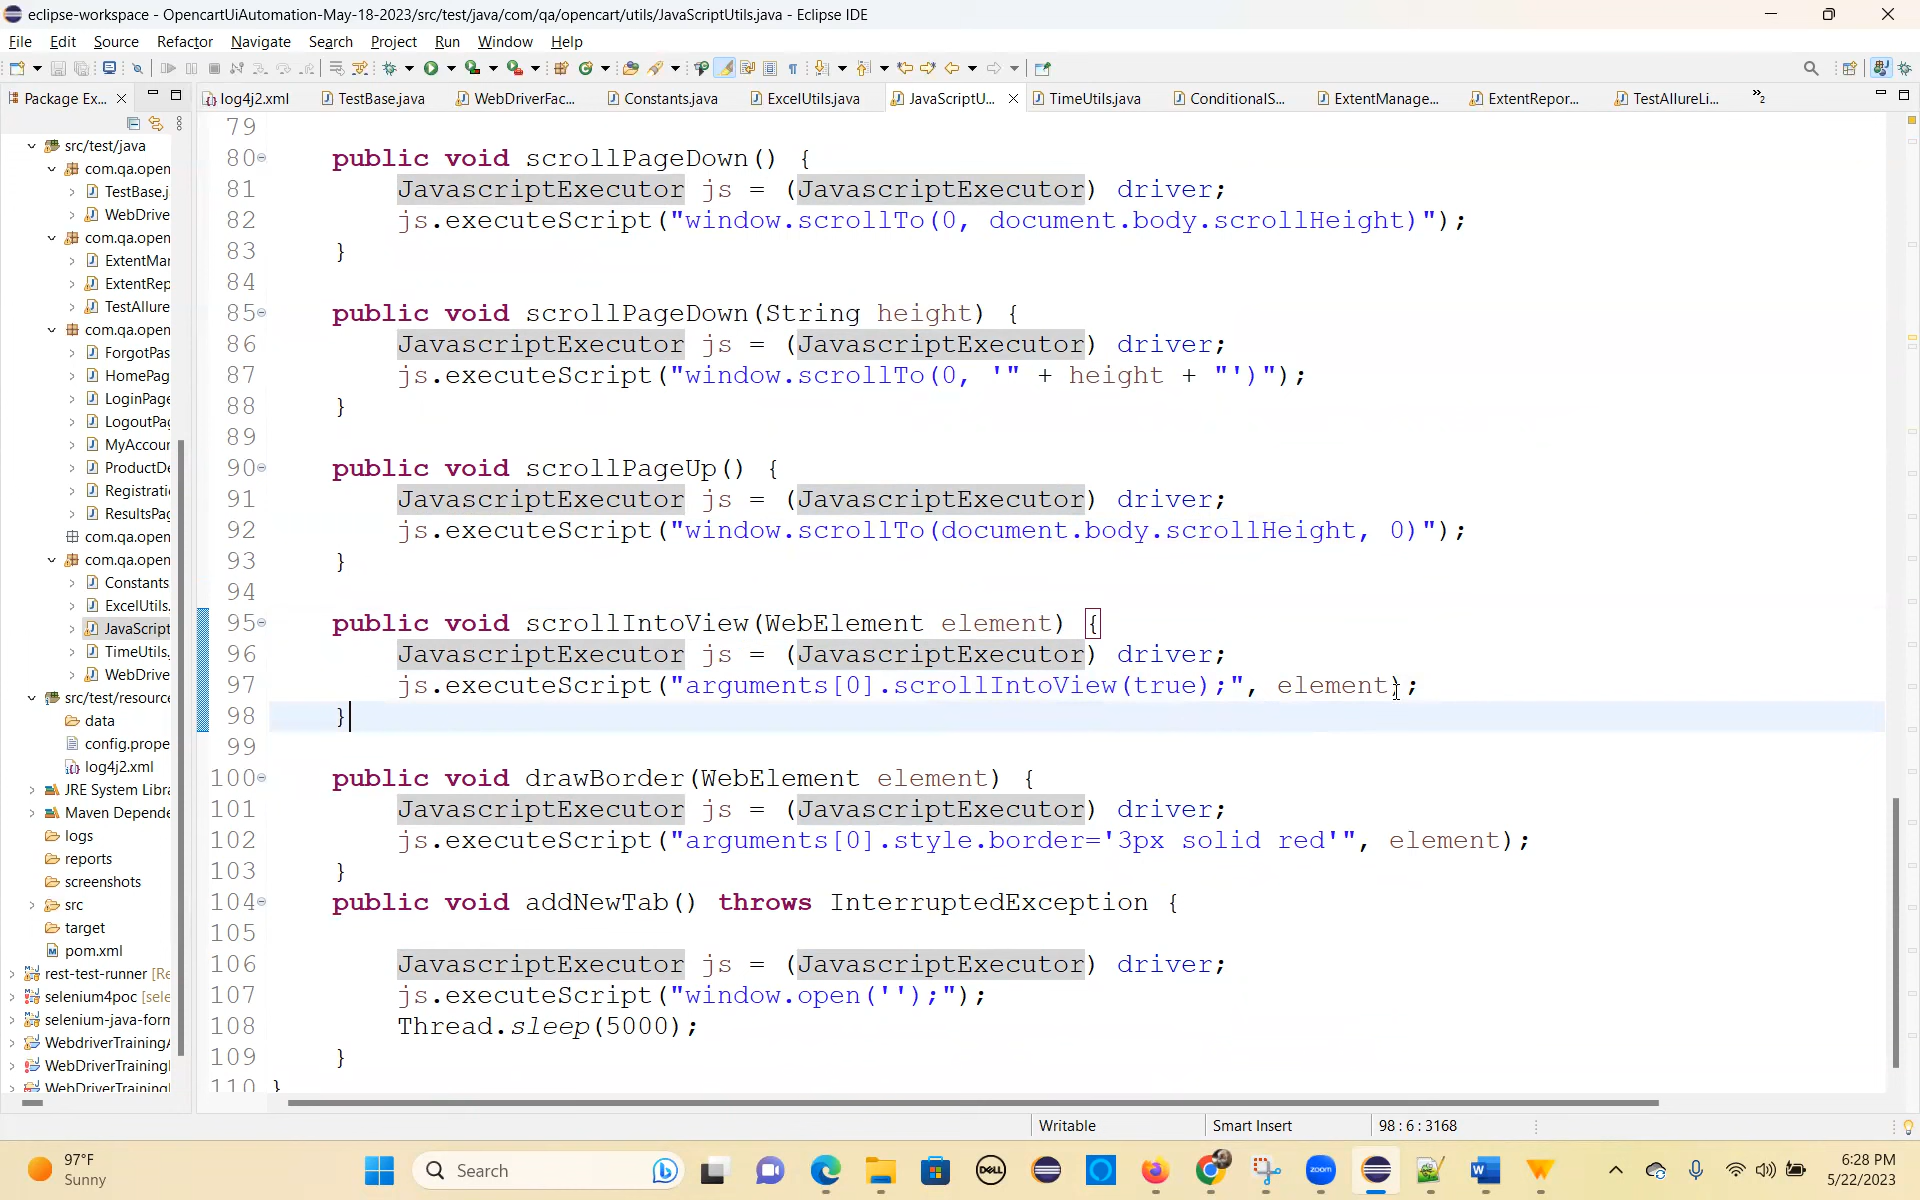 eclipse-workspace - OpencartUiAutomation-May-18-2023/src/test/java/com/qa/opencart/utils/JavaScriptUtils.java - Eclipse IDE
File Edit Source Refactor Navigate Search Project Run Window Help
Package Ex...
log4j2.xml TestBase.java WebDriverFac... Constants.java ExcelUtils.java JavaScriptU... TimeUtils.java ConditionalS... ExtentManage... ExtentRepor... TestAllureLi... »2
src/test/java
com.qa.open
TestBase.j
WebDrive
com.qa.open
ExtentMar
ExtentRep
TestAllure
com.qa.open
ForgotPas
HomePag
LoginPage
LogoutPag
MyAccour
ProductDe
Registrati
ResultsPag
com.qa.open
com.qa.open
Constants
ExcelUtils.
JavaScript
TimeUtils.
WebDrive
src/test/resource
data
config.prope
log4j2.xml
JRE System Libra
Maven Depende
logs
reports
screenshots
src
target
pom.xml
rest-test-runner [Re
selenium4poc [sele
selenium-java-form
WebdriverTrainingA
WebDriverTraining
WebDriverTraining
79
80 public void scrollPageDown() {
81 JavascriptExecutor js = (JavascriptExecutor) driver;
82 js.executeScript("window.scrollTo(0, document.body.scrollHeight)");
83 }
84
85 public void scrollPageDown(String height) {
86 JavascriptExecutor js = (JavascriptExecutor) driver;
87 js.executeScript("window.scrollTo(0, '" + height + "')");
88 }
89
90 public void scrollPageUp() {
91 JavascriptExecutor js = (JavascriptExecutor) driver;
92 js.executeScript("window.scrollTo(document.body.scrollHeight, 0)");
93 }
94
95 public void scrollIntoView(WebElement element) {
96 JavascriptExecutor js = (JavascriptExecutor) driver;
97 js.executeScript("arguments[0].scrollIntoView(true);", element);
98 }
99
100 public void drawBorder(WebElement element) {
101 JavascriptExecutor js = (JavascriptExecutor) driver;
102 js.executeScript("arguments[0].style.border='3px solid red'", element);
103 }
104 public void addNewTab() throws InterruptedException {
105
106 JavascriptExecutor js = (JavascriptExecutor) driver;
107 js.executeScript("window.open('');");
108 Thread.sleep(5000);
109 }
110 }
Writable Smart Insert 98 : 6 : 3168
97°F
Sunny
Search
DELL
zoom
6:28 PM
5/22/2023